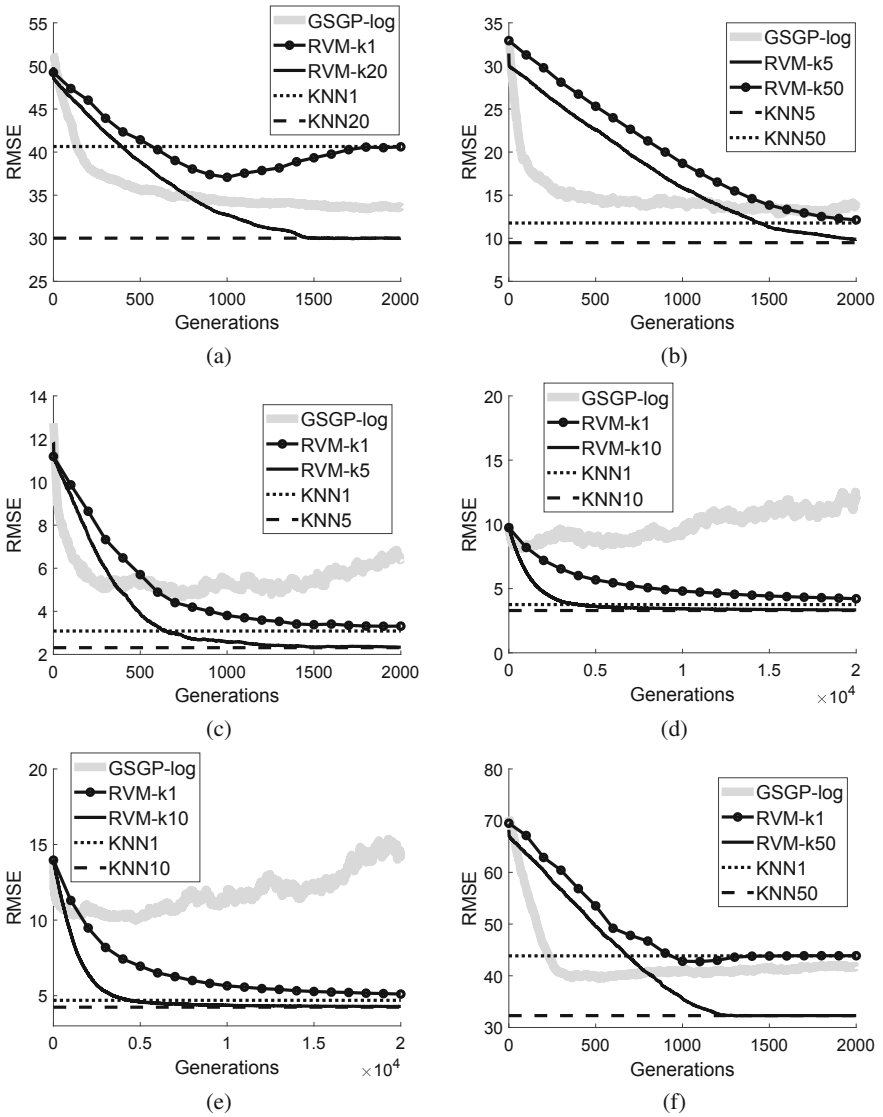 55
50
45
40
35
30
25
RMSE
GSGP-log
RVM-k1
RVM-k20
KNN1
KNN20
0 500 1000 1500 2000
Generations
(a)
35
30
25
20
15
10
5
RMSE
GSGP-log
RVM-k5
RVM-k50
KNN5
KNN50
0 500 1000 1500 2000
Generations
(b)
14
12
10
8
6
4
2
RMSE
GSGP-log
RVM-k1
RVM-k5
KNN1
KNN5
0 500 1000 1500 2000
Generations
(c)
20
15
10
5
0
RMSE
GSGP-log
RVM-k1
RVM-k10
KNN1
KNN10
0 0.5 1 1.5 2
Generations ×10⁴
(d)
20
15
10
5
RMSE
GSGP-log
RVM-k1
RVM-k10
KNN1
KNN10
0 0.5 1 1.5 2
Generations ×10⁴
(e)
80
70
60
50
40
30
RMSE
GSGP-log
RVM-k1
RVM-k50
KNN1
KNN50
0 500 1000 1500 2000
Generations
(f)